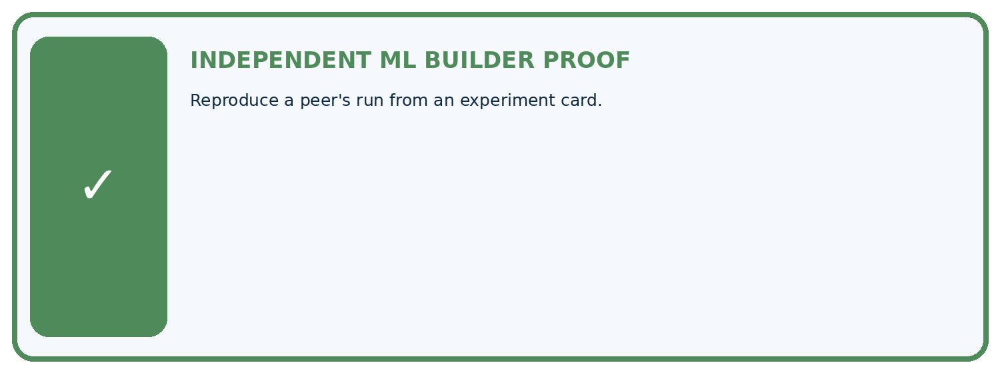 INDEPENDENT ML BUILDER PROOF
Reproduce a peer's run from an experiment card.
✓